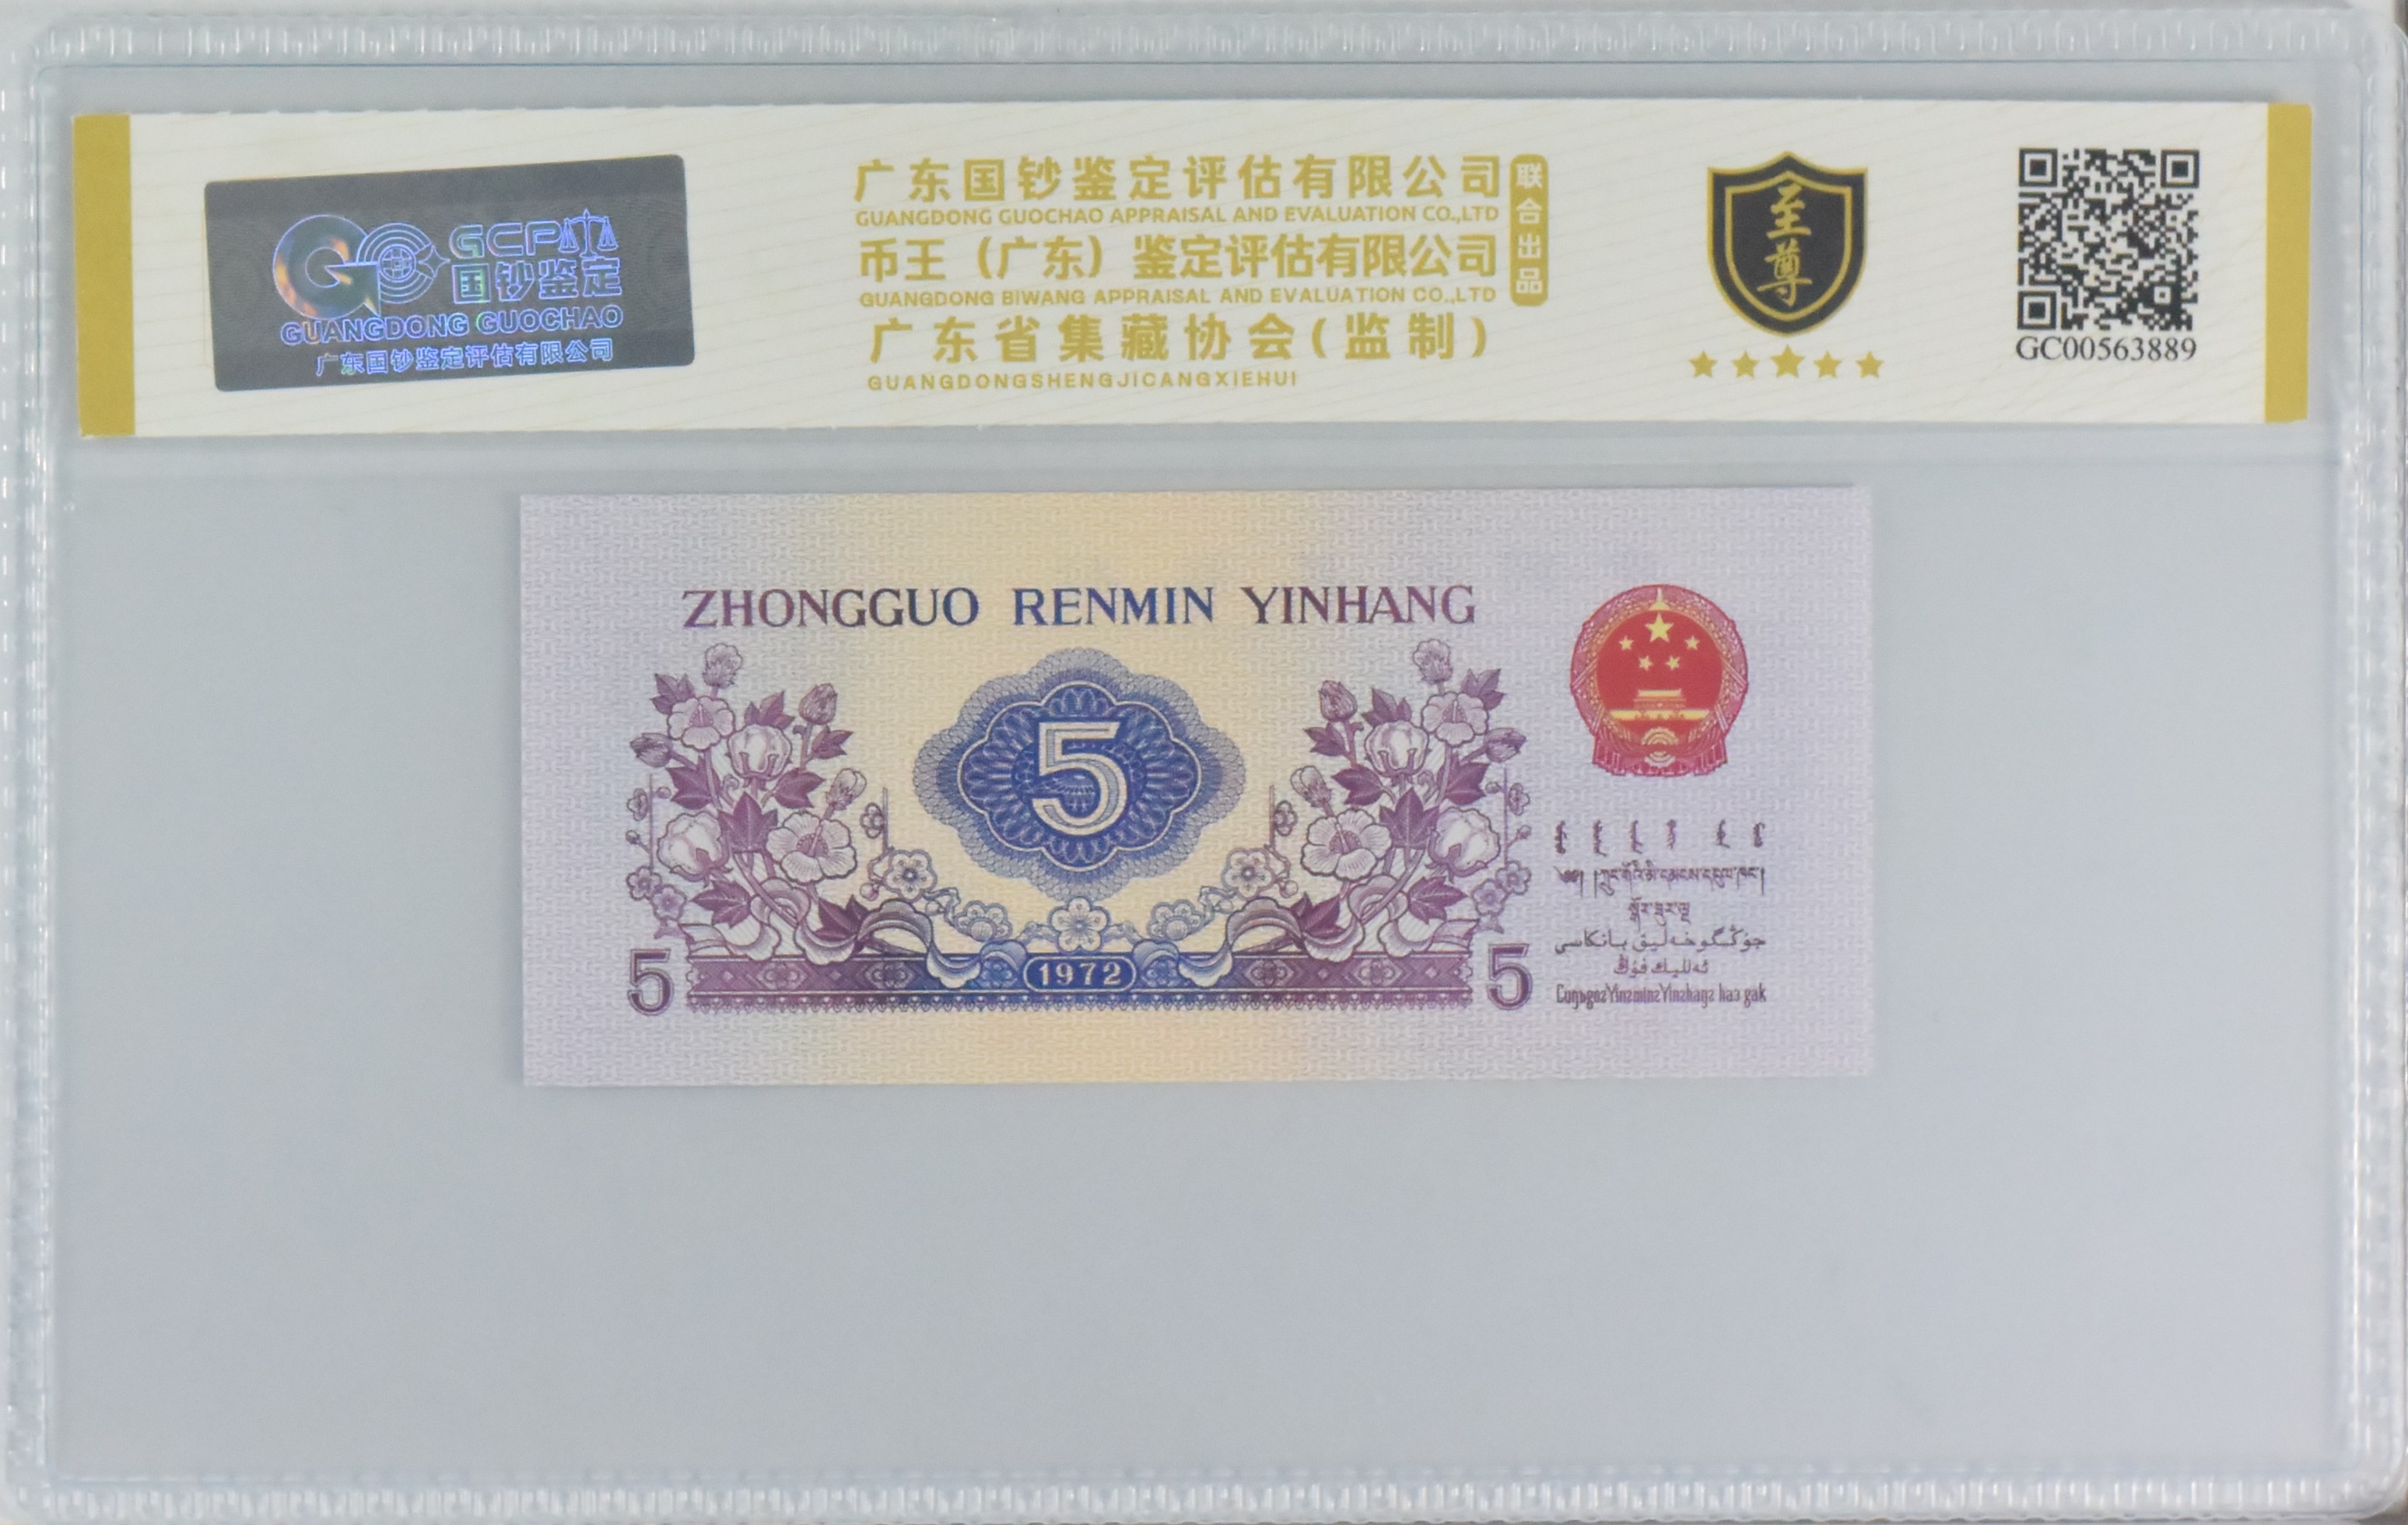 GCPA
国钞鉴定
GUANGDONG GUOCHAO
广东国钞鉴定评估有限公司
广东国钞鉴定评估有限公司
GUANGDONG GUOCHAO APPRAISAL AND EVALUATION CO.,LTD
币王（广东）鉴定评估有限公司
GUANGDONG BIWANG APPRAISAL AND EVALUATION CO.,LTD
广东省集藏协会(监制)
GUANGDONGSHENGJICANGXIEHUI
联合出品
至尊
GC00563889
ZHONGGUO RENMIN YINHANG
5
5
1972
5
جۇڭگو خەلىق بانكاسى